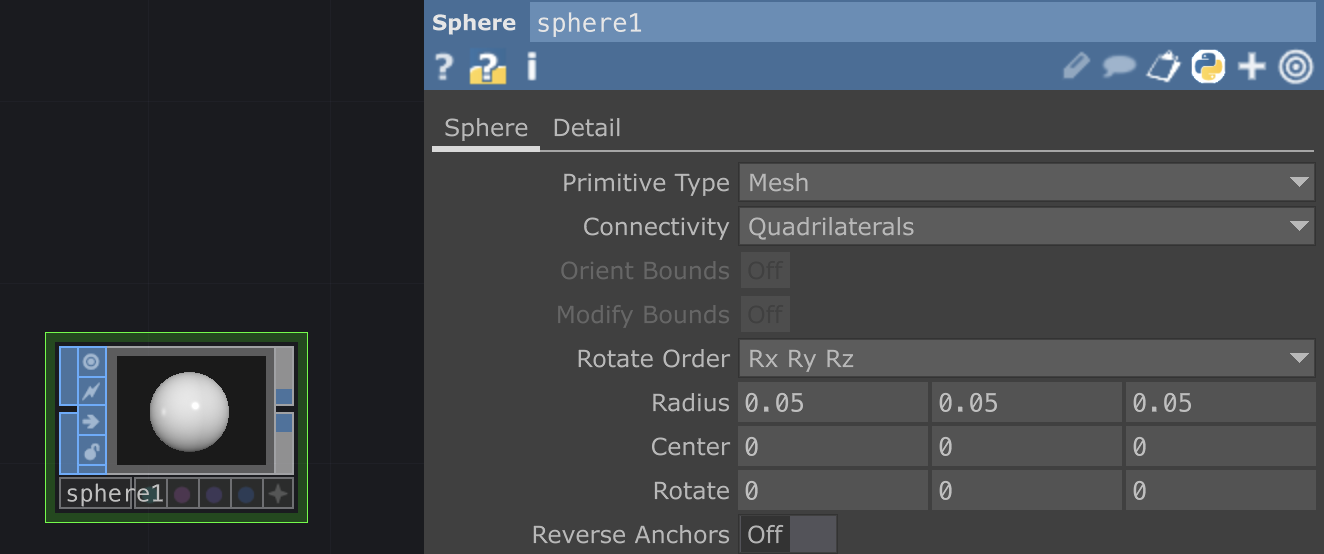 Sphere sphere1
? ? i
Sphere Detail
Primitive Type Mesh
Connectivity Quadrilaterals
Orient Bounds Off
Modify Bounds Off
Rotate Order Rx Ry Rz
Radius 0.05 0.05 0.05
Center 0 0 0
Rotate 0 0 0
Reverse Anchors Off
sphere1